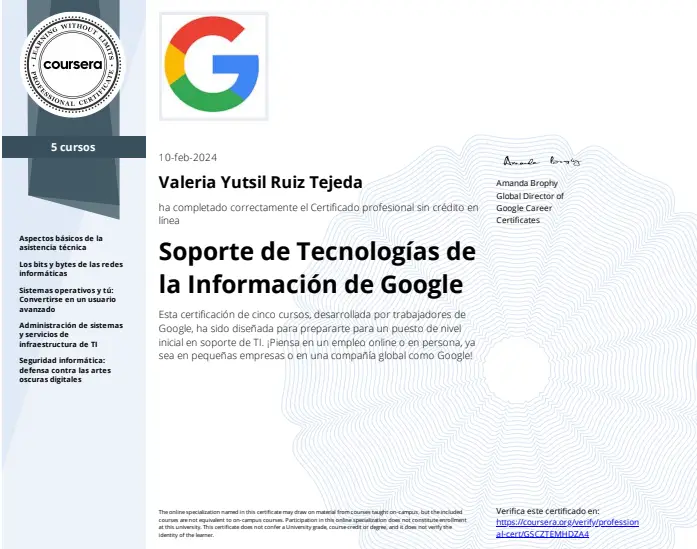 LEARNING WITHOUT LIMITS
coursera
PROFESSIONAL CERTIFICATE
5 cursos
Aspectos básicos de la
asistencia técnica
Los bits y bytes de las redes
informáticas
Sistemas operativos y tú:
Convertirse en un usuario
avanzado
Administración de sistemas
y servicios de
infraestructura de TI
Seguridad informática:
defensa contra las artes
oscuras digitales
10-feb-2024
Valeria Yutsil Ruiz Tejeda
ha completado correctamente el Certificado profesional sin crédito en
línea
Soporte de Tecnologías de
la Información de Google
Esta certificación de cinco cursos, desarrollada por trabajadores de
Google, ha sido diseñada para prepararte para un puesto de nivel
inicial en soporte de TI. ¡Piensa en un empleo online o en persona, ya
sea en pequeñas empresas o en una compañía global como Google!
Amanda Brophy
Amanda Brophy
Global Director of
Google Career
Certificates
The online specialization named in this certificate may draw on material from courses taught on-campus, but the included
courses are not equivalent to on-campus courses. Participation in this online specialization does not constitute enrollment
at this university. This certificate does not confer a University grade, course credit or degree, and it does not verify the
identity of the learner.
Verifica este certificado en:
https://coursera.org/verify/profession
al-cert/GSCZTEMHDZA4